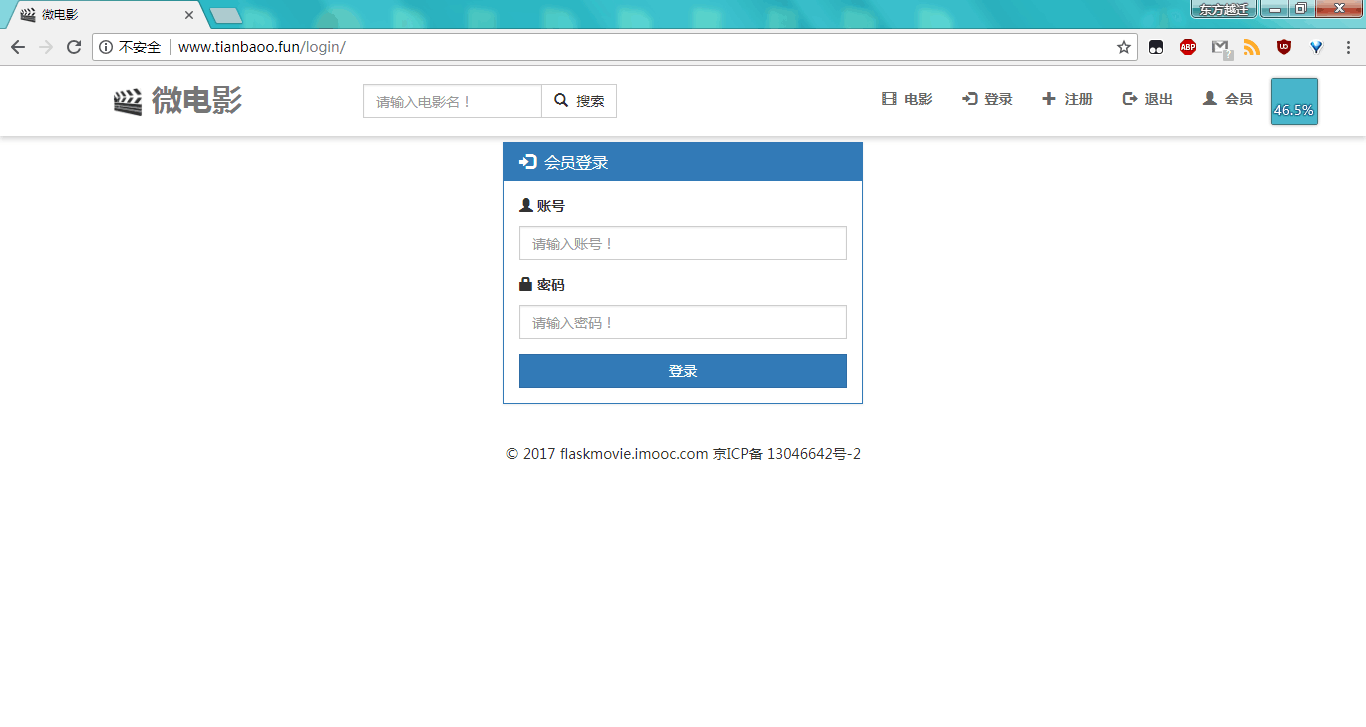 微电影
东方越迁
不安全 www.tianbaoo.fun/login/
ABP
微电影
请输入电影名！
搜索
电影
登录
注册
退出
会员
46.5%
会员登录
账号
请输入账号！
密码
请输入密码！
登录
© 2017 flaskmovie.imooc.com 京ICP备 13046642号-2